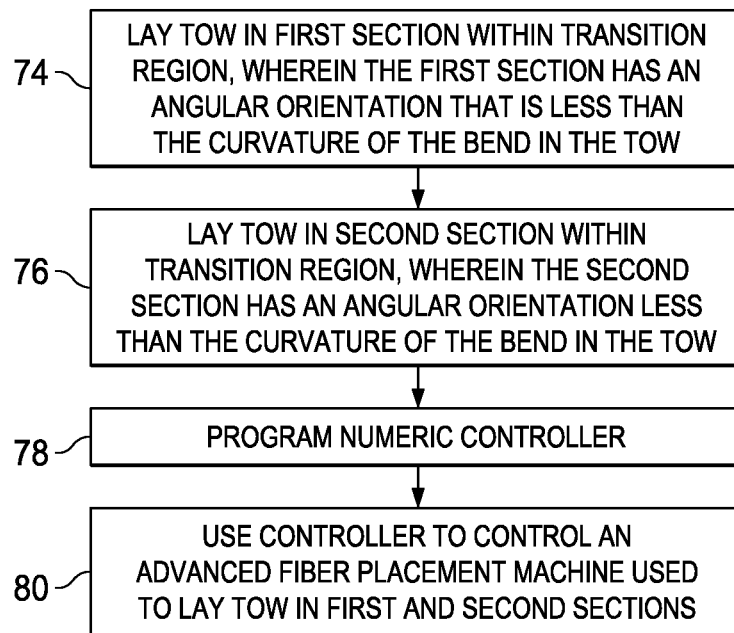 74
LAY TOW IN FIRST SECTION WITHIN TRANSITION
REGION, WHEREIN THE FIRST SECTION HAS AN
ANGULAR ORIENTATION THAT IS LESS THAN
THE CURVATURE OF THE BEND IN THE TOW
76
LAY TOW IN SECOND SECTION WITHIN
TRANSITION REGION, WHEREIN THE SECOND
SECTION HAS AN ANGULAR ORIENTATION LESS
THAN THE CURVATURE OF THE BEND IN THE TOW
78
PROGRAM NUMERIC CONTROLLER
80
USE CONTROLLER TO CONTROL AN
ADVANCED FIBER PLACEMENT MACHINE USED
TO LAY TOW IN FIRST AND SECOND SECTIONS